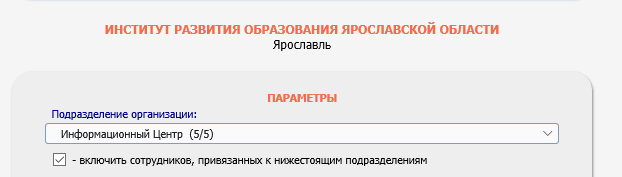 ИНСТИТУТ РАЗВИТИЯ ОБРАЗОВАНИЯ ЯРОСЛАВСКОЙ ОБЛАСТИ
Ярославль
ПАРАМЕТРЫ
Подразделение организации:
Информационный Центр (5/5)
- включить сотрудников, привязанных к нижестоящим подразделениям